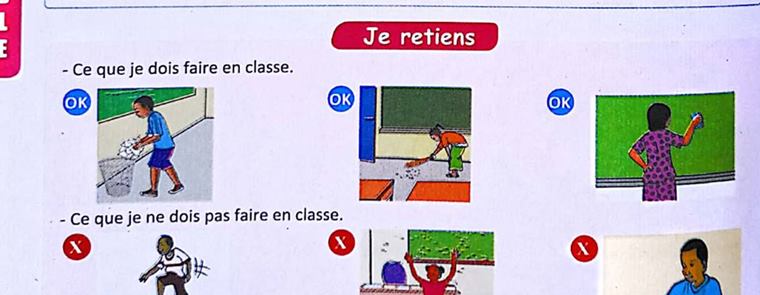 Je retiens
- Ce que je dois faire en classe.
OK OK OK
- Ce que je ne dois pas faire en classe.
X X X